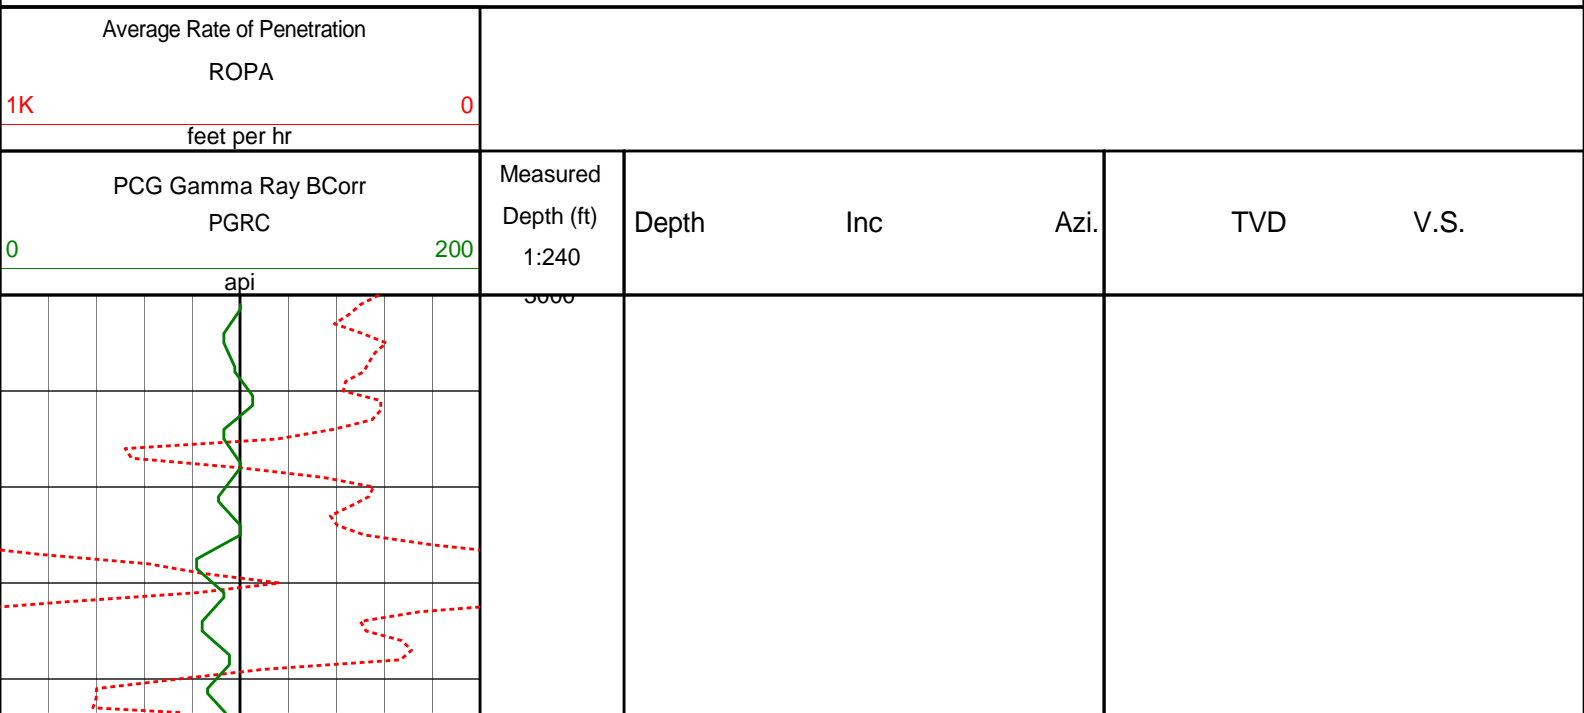 Average Rate of Penetration
ROPA
1K 0
feet per hr
PCG Gamma Ray BCorr
PGRC
0 200
api
Measured
Depth (ft)
1:240
Depth Inc Azi. TVD V.S.